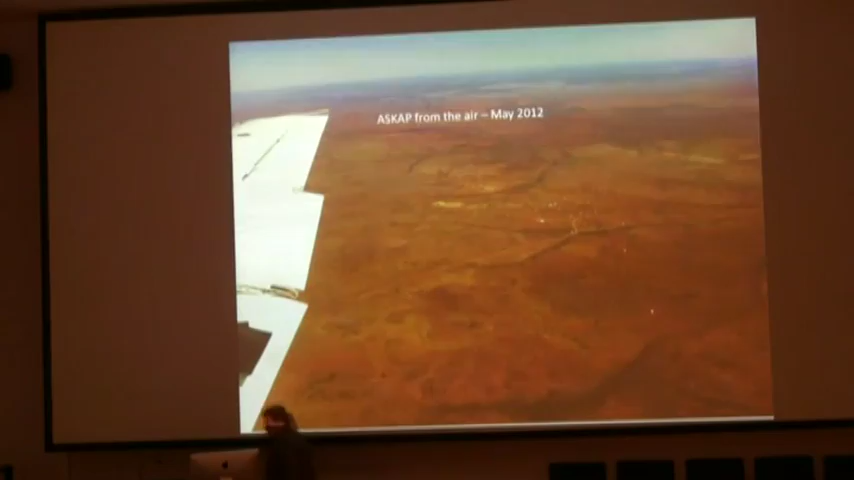 ASKAP from the air – May 2012